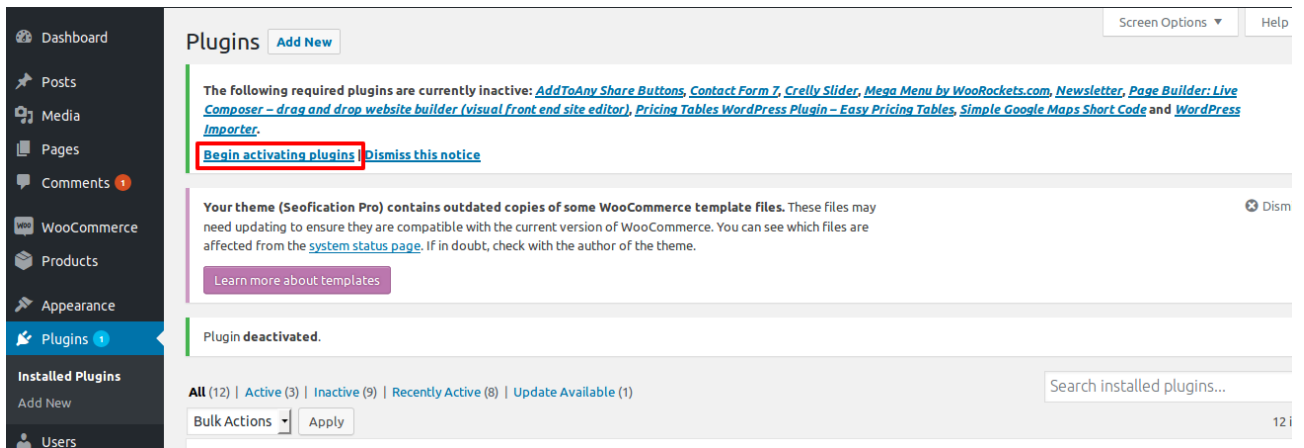 Dashboard
Posts
Media
Pages
Comments 1
WOO WooCommerce
Products
Appearance
Plugins 1
Installed Plugins
Add New
Users
Screen Options ▼ Help
Plugins Add New
The following required plugins are currently inactive: AddToAny Share Buttons, Contact Form 7, Crelly Slider, Mega Menu by WooRockets.com, Newsletter, Page Builder: Live
Composer – drag and drop website builder (visual front end site editor), Pricing Tables WordPress Plugin – Easy Pricing Tables, Simple Google Maps Short Code and WordPress
Importer.
Begin activating plugins | Dismiss this notice
Your theme (Seofication Pro) contains outdated copies of some WooCommerce template files. These files may
need updating to ensure they are compatible with the current version of WooCommerce. You can see which files are
affected from the system status page. If in doubt, check with the author of the theme.
Dism
Learn more about templates
Plugin deactivated.
All (12) | Active (3) | Inactive (9) | Recently Active (8) | Update Available (1)
Search installed plugins...
Bulk Actions Apply
12 i